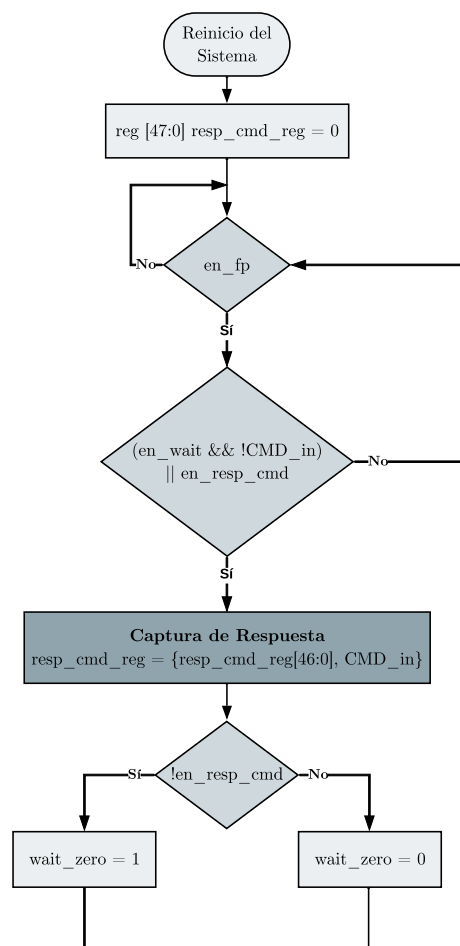 Reinicio del
Sistema
reg [47:0] resp_cmd_reg = 0
No
en_fp
Sí
(en_wait && !CMD_in)
|| en_resp_cmd
No
Sí
Captura de Respuesta
resp_cmd_reg = {resp_cmd_reg[46:0], CMD_in}
Sí
!en_resp_cmd
No
wait_zero = 1
wait_zero = 0